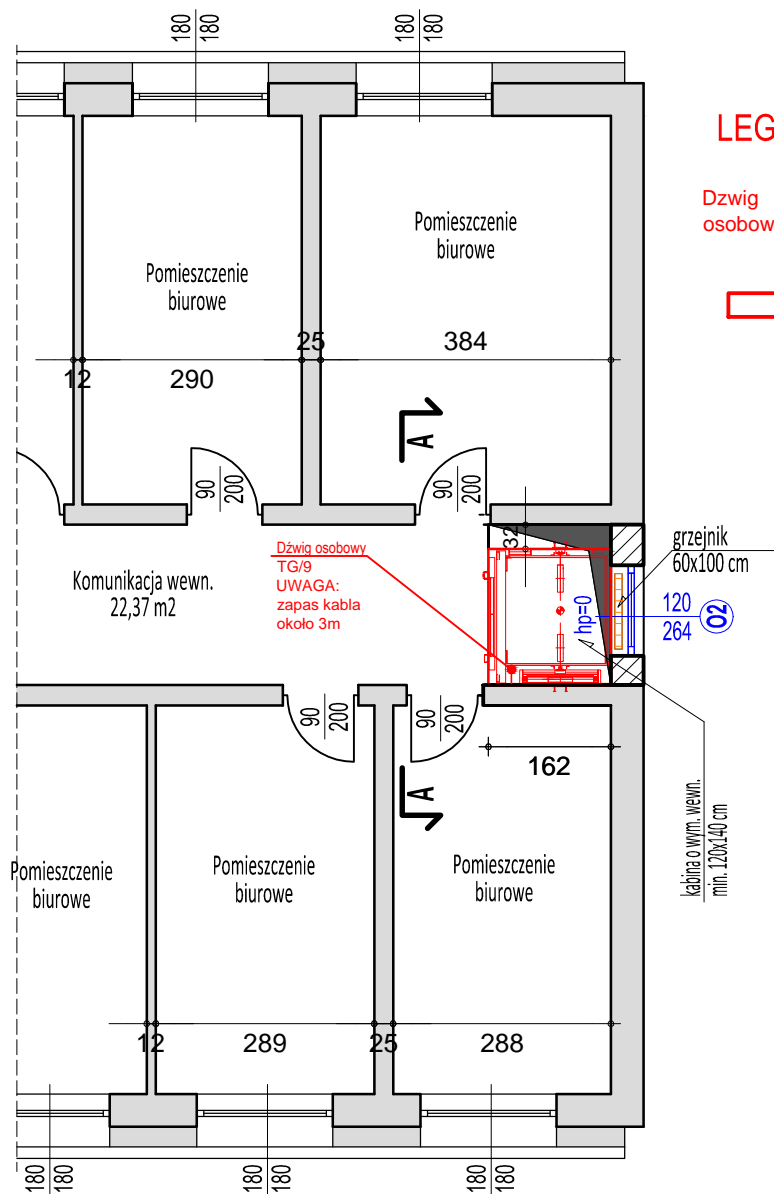 180
180
180
180
LEG
Dzwig
osobow
Pomieszczenie
biurowe
Pomieszczenie
biurowe
25
384
12
290
A
90
200
90
200
32
grzejnik
60x100 cm
Dźwig osobowy
TG/9
UWAGA:
zapas kabla
około 3m
Komunikacja wewn.
22,37 m2
hp=0
120
264
O2
90
200
90
200
162
A
kabina o wym. wewn.
min. 120x140 cm
Pomieszczenie
biurowe
Pomieszczenie
biurowe
Pomieszczenie
biurowe
12
289
25
288
180
180
180
180
180
180